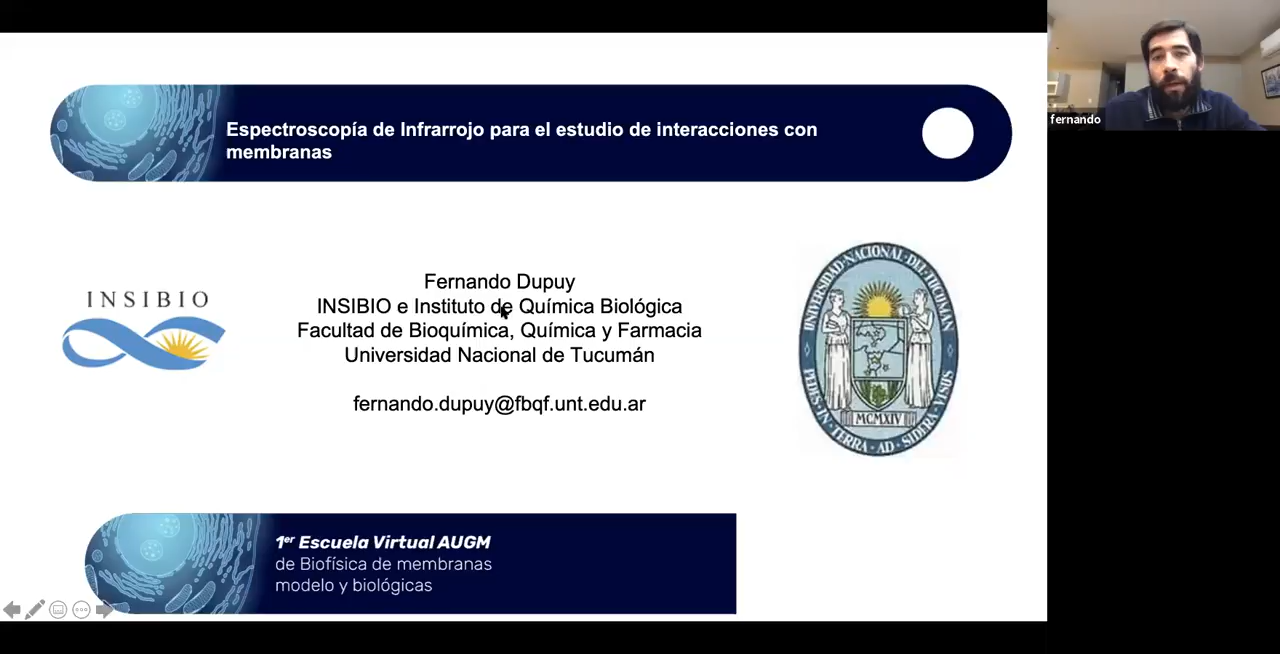 Espectroscopía de Infrarrojo para el estudio de interacciones con
membranas
fernando
INSIBIO
Fernando Dupuy
INSIBIO e Instituto de Química Biológica
Facultad de Bioquímica, Química y Farmacia
Universidad Nacional de Tucumán
fernando.dupuy@fbqf.unt.edu.ar
UNIVERSIDAD·NACIONAL·DEL·TUCUMAN
MCMXIV
PEDES·IN·TERRA·AD·SIDERA·VISUS
1er Escuela Virtual AUGM
de Biofísica de membranas
modelo y biológicas